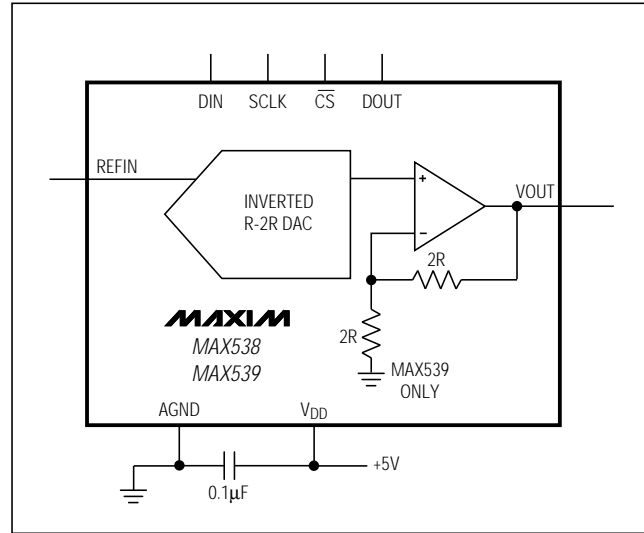 DIN SCLK CS DOUT
REFIN
INVERTED
R-2R DAC
+
−
VOUT
2R
2R
MAXIM
MAX538
MAX539
MAX539
ONLY
AGND VDD
+5V
0.1µF